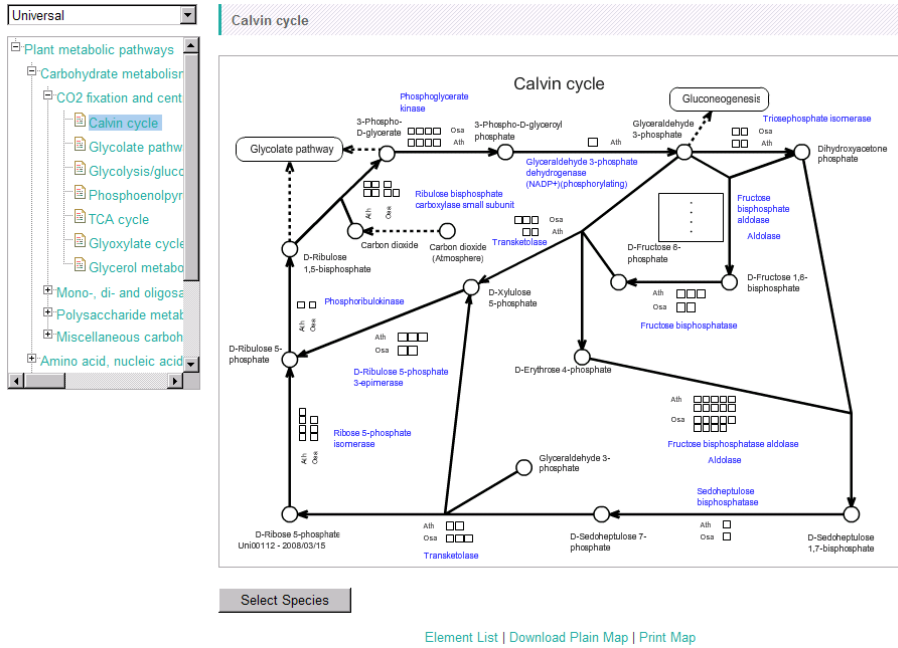 Universal
Plant metabolic pathways
Carbohydrate metabolism
CO2 fixation and cent
Calvin cycle
Glycolate pathw
Glycolysis/gluco
Phosphoenolpyr
TCA cycle
Glyoxylate cycle
Glycerol metabo
Mono-, di- and oligosa
Polysaccharide metab
Miscellaneous carboh
Amino acid, nucleic acid
Calvin cycle
Calvin cycle
Phosphoglycerate
kinase
Gluconeogenesis
3-Phospho-
D-glycerate
Osa
Ath
3-Phospho-D-glyceroyl
phosphate
Glyceraldehyde
3-phosphate
Triosephosphate isomerase
Osa
Ath
Ath
Dihydroxyacetone
phosphate
Glycolate pathway
Glyceraldehyde 3-phosphate
dehydrogenase
(NADP+)(phosphorylating)
Ribulose bisphosphate
carboxylase small subunit
Ath
Osa
Fructose
bisphosphate
aldolase
Aldolase
Osa
Ath
Transketolase
Carbon dioxide
Carbon dioxide
(Atmosphere)
D-Fructose 6-
phosphate
D-Ribulose
1,5-bisphosphate
D-Fructose 1,6-
bisphosphate
Ath
Osa
Fructose bisphosphatase
D-Xylulose
5-phosphate
Phosphoribulokinase
Ath
Osa
Ath
Osa
D-Ribulose 5-
phosphate
D-Ribulose 5-phosphate
3-epimerase
D-Erythrose 4-phosphate
Ath
Osa
Fructose bisphosphatase aldolase
Aldolase
Ribose 5-phosphate
isomerase
Ath
Osa
Glyceraldehyde 3-
phosphate
Sedoheptulose
bisphosphatase
Ath
Osa
D-Ribose 5-phosphate
Uni00112 - 2008/03/15
Ath
Osa
Transketolase
D-Sedoheptulose 7-
phosphate
D-Sedoheptulose
1,7-bisphosphate
Select Species
Element List | Download Plain Map | Print Map